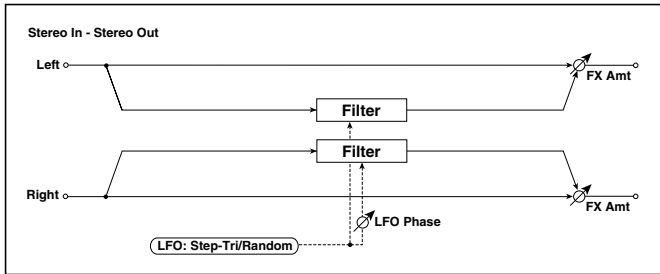 Stereo In - Stereo Out
Left
FX Amt
Filter
Filter
Right
FX Amt
LFO Phase
LFO: Step-Tri/Random